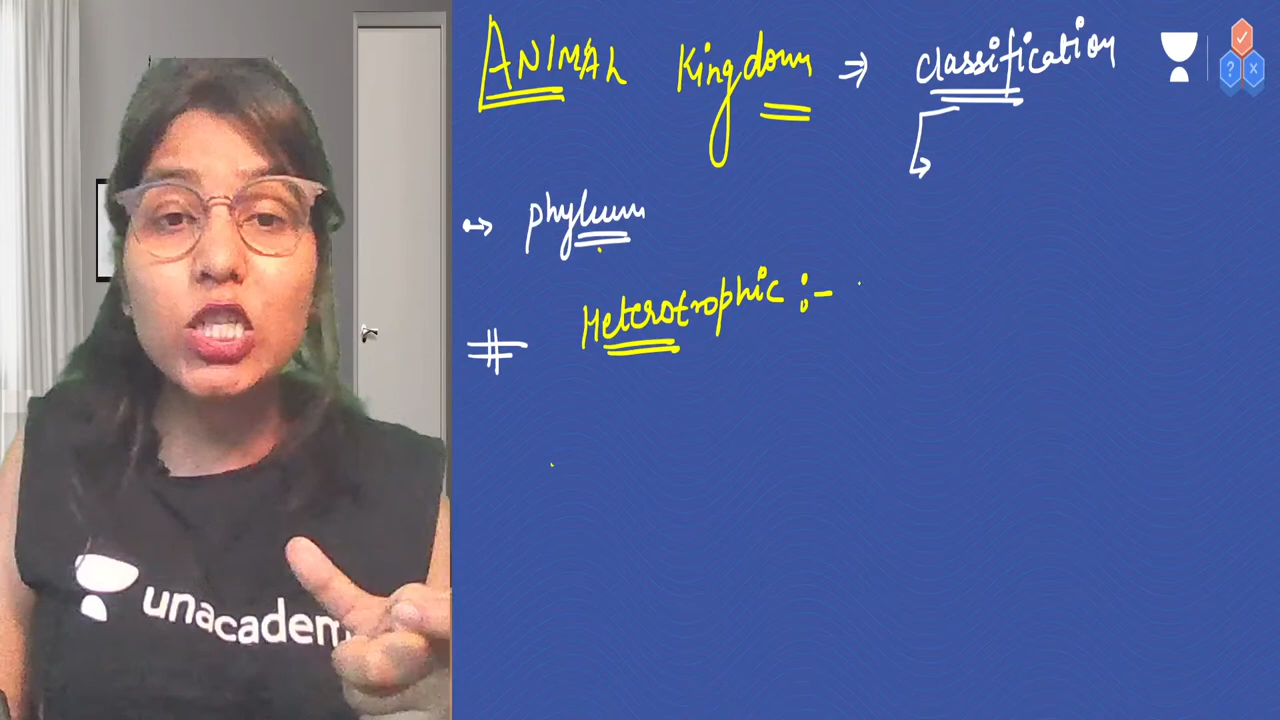 ANIMAL Kingdom ⇒ classification
↦ phylum
Heterotrophic :-
unacadem